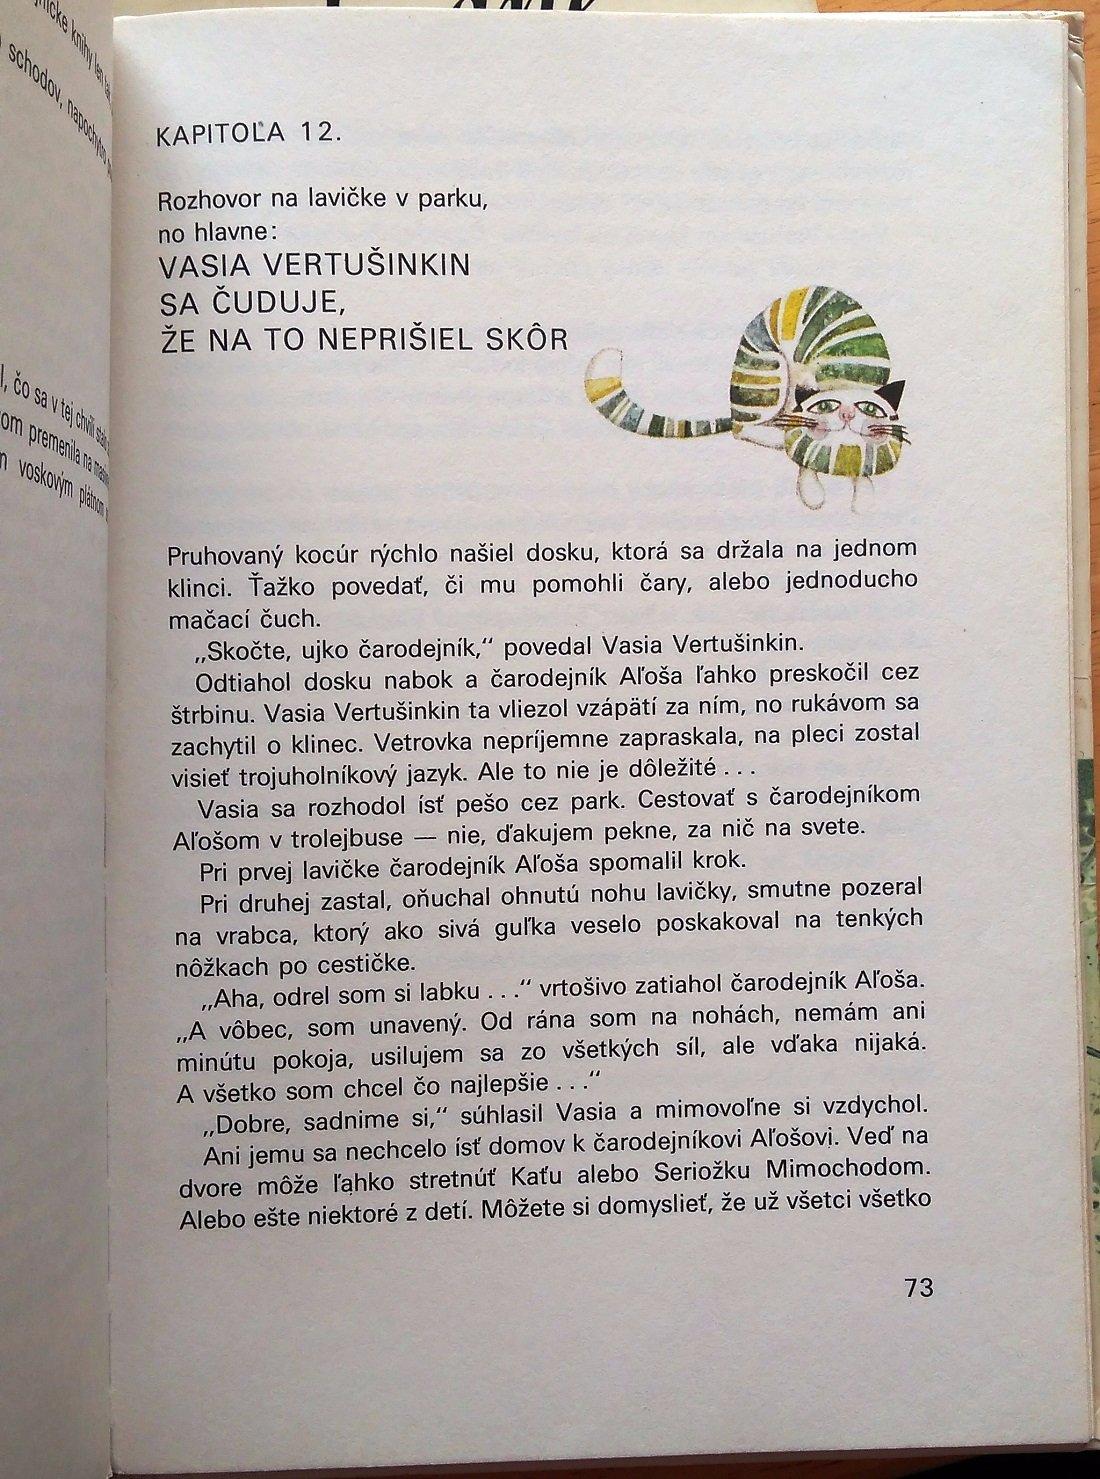 schodov, napochytro
čo sa v tej chvíli
premenila na
voskovým plátnom
KAPITOĽA 12.
Rozhovor na lavičke v parku,
no hlavne:
VASIA VERTUŠINKIN
SA ČUDUJE,
ŽE NA TO NEPRIŠIEL SKÔR
Pruhovaný kocúr rýchlo našiel dosku, ktorá sa držala na jednom
klinci. Ťažko povedať, či mu pomohli čary, alebo jednoducho
mačací čuch.
„Skočte, ujko čarodejník,“ povedal Vasia Vertušinkin.
Odtiahol dosku nabok a čarodejník Aľoša ľahko preskočil cez
štrbinu. Vasia Vertušinkin ta vliezol vzápätí za ním, no rukávom sa
zachytil o klinec. Vetrovka nepríjemne zapraskala, na pleci zostal
visieť trojuholníkový jazyk. Ale to nie je dôležité . . .
Vasia sa rozhodol ísť pešo cez park. Cestovať s čarodejníkom
Aľošom v trolejbuse — nie, ďakujem pekne, za nič na svete.
Pri prvej lavičke čarodejník Aľoša spomalil krok.
Pri druhej zastal, oňuchal ohnutú nohu lavičky, smutne pozeral
na vrabca, ktorý ako sivá guľka veselo poskakoval na tenkých
nôžkach po cestičke.
„Aha, odrel som si labku . . .“ vrtošivo zatiahol čarodejník Aľoša.
„A vôbec, som unavený. Od rána som na nohách, nemám ani
minútu pokoja, usilujem sa zo všetkých síl, ale vďaka nijaká.
A všetko som chcel čo najlepšie . . .“
„Dobre, sadnime si,“ súhlasil Vasia a mimovoľne si vzdychol.
Ani jemu sa nechcelo ísť domov k čarodejníkovi Aľošovi. Veď na
dvore môže ľahko stretnúť Kaťu alebo Seriožku Mimochodom.
Alebo ešte niektoré z detí. Môžete si domyslieť, že už všetci všetko
73